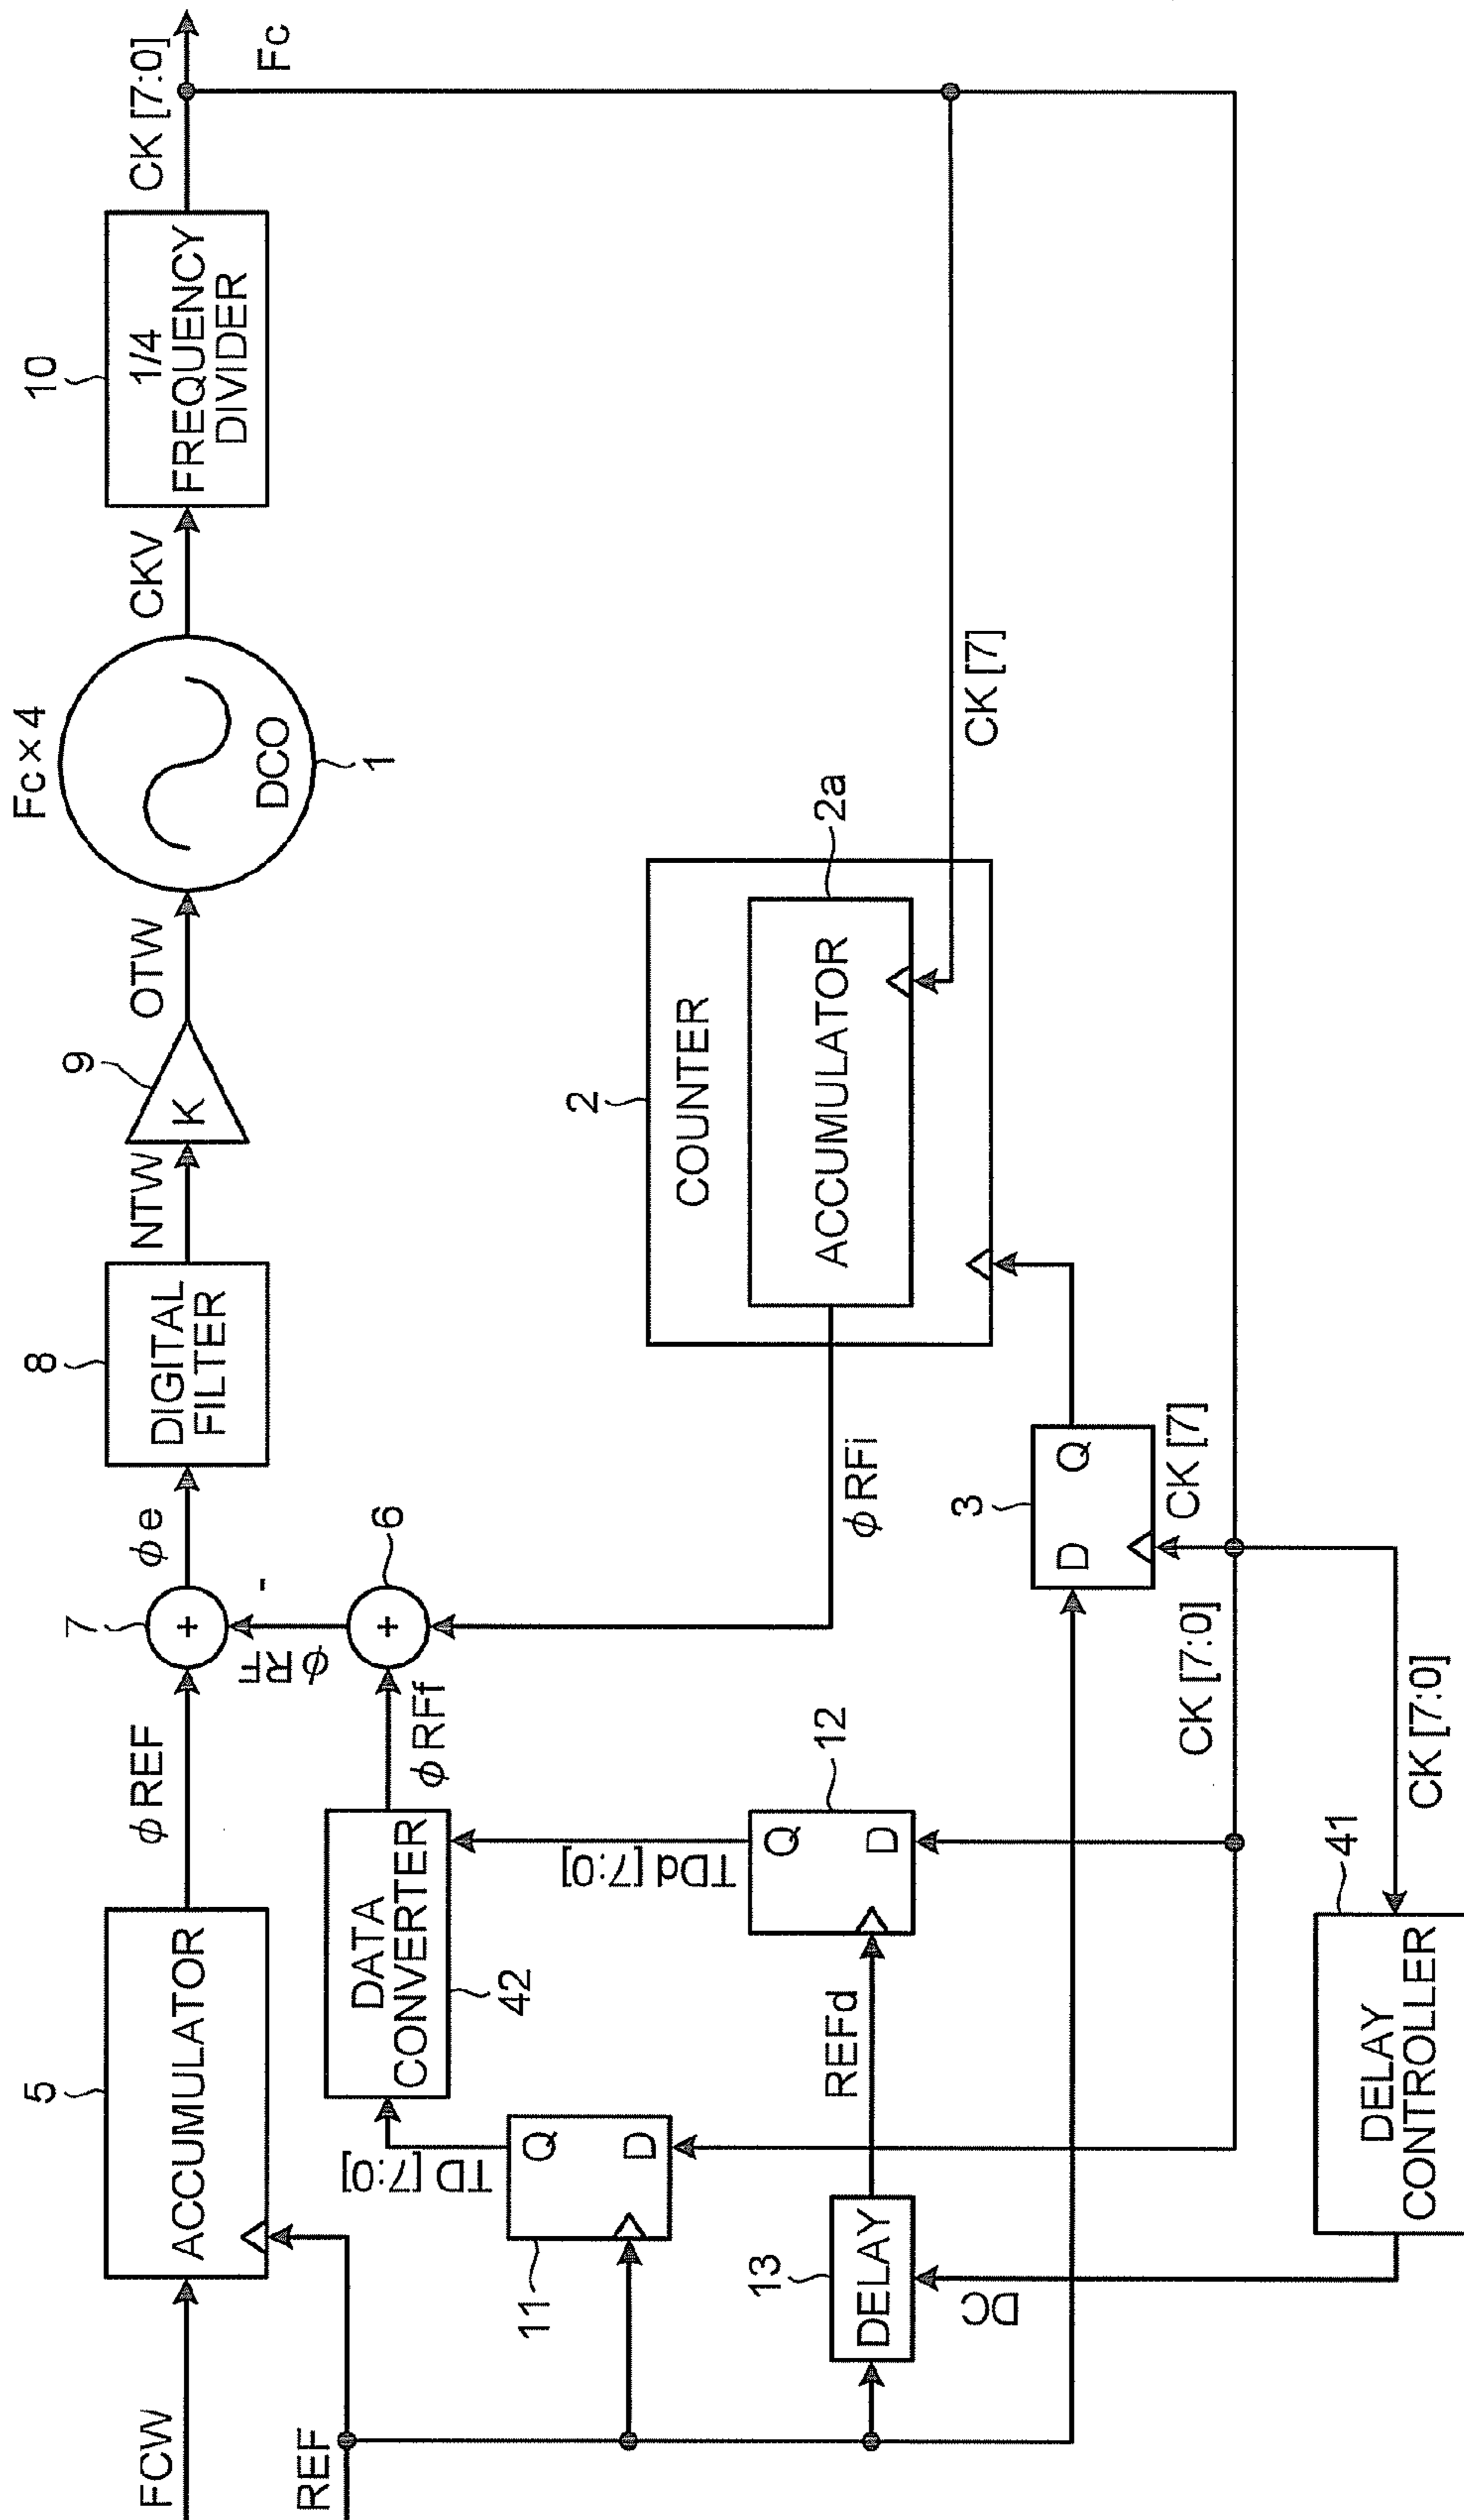 FCW
REF
5
ACCUMULATOR
φREF
7
+
φe
8
DIGITAL
FILTER
NTW
9
K
OTW
Fc×4
DCO
1
CKV
10
1/4
FREQUENCY
DIVIDER
CK [7:0]
Fc
-
φRF
6
+
φRFf
DATA
CONVERTER
42
TD [7:0]
11
Q
D
TDd [7:0]
12
Q
D
13
DELAY
REFd
DC
φRFi
2
COUNTER
2a
ACCUMULATOR
CK [7]
3
D
Q
CK [7]
CK [7:0]
CK [7:0]
41
DELAY
CONTROLLER